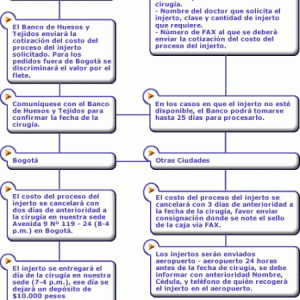 El Banco de Huesos y
Tejidos enviará la
cotización del costo del
proceso del injerto
solicitado. Para los
pedidos fuera de Bogotá se
discriminará el valor por el
flete.
cirugía.
- Nombre del doctor que solicita el
injerto, clase y cantidad de injerto
que requiere.
- Número de FAX al que se deberá
enviar la cotización del costo del
proceso del injerto.
Comuníquese con el Banco
de Huesos y Tejidos para
confirmar la fecha de la
cirugía.
En los casos en que el injerto no esté
disponible, el Banco podrá tomarse
hasta 25 días para procesarlo.
Bogotá
Otras Ciudades
El costo del proceso del
injerto se cancelará con
dos días de anterioridad a
la cirugía en nuestra sede
Avenida 9 Nº 119 - 24 (8-4
p.m.) en Bogotá.
El costo del proceso del injerto se
cancelará con 3 días de anterioridad a
la fecha de la cirugía, favor enviar
consignación donde se note el sello
de la caja vía FAX.
El injerto se entregará el
día de la cirugía en nuestra
sede (7-4 p.m.), ese día se
dejará un depósito de
$10.000 pesos
Los injertos serán enviados
aeropuerto - aeropuerto 24 horas
antes de la fecha de cirugía, se debe
informar con anterioridad Nombre,
Cédula, y teléfono de quién recogerá
el injerto en el aeropuerto.